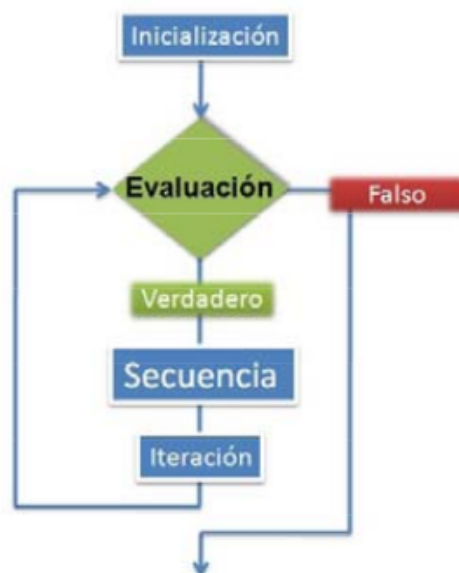 Inicialización
Evaluación
Falso
Verdadero
Secuencia
Iteración